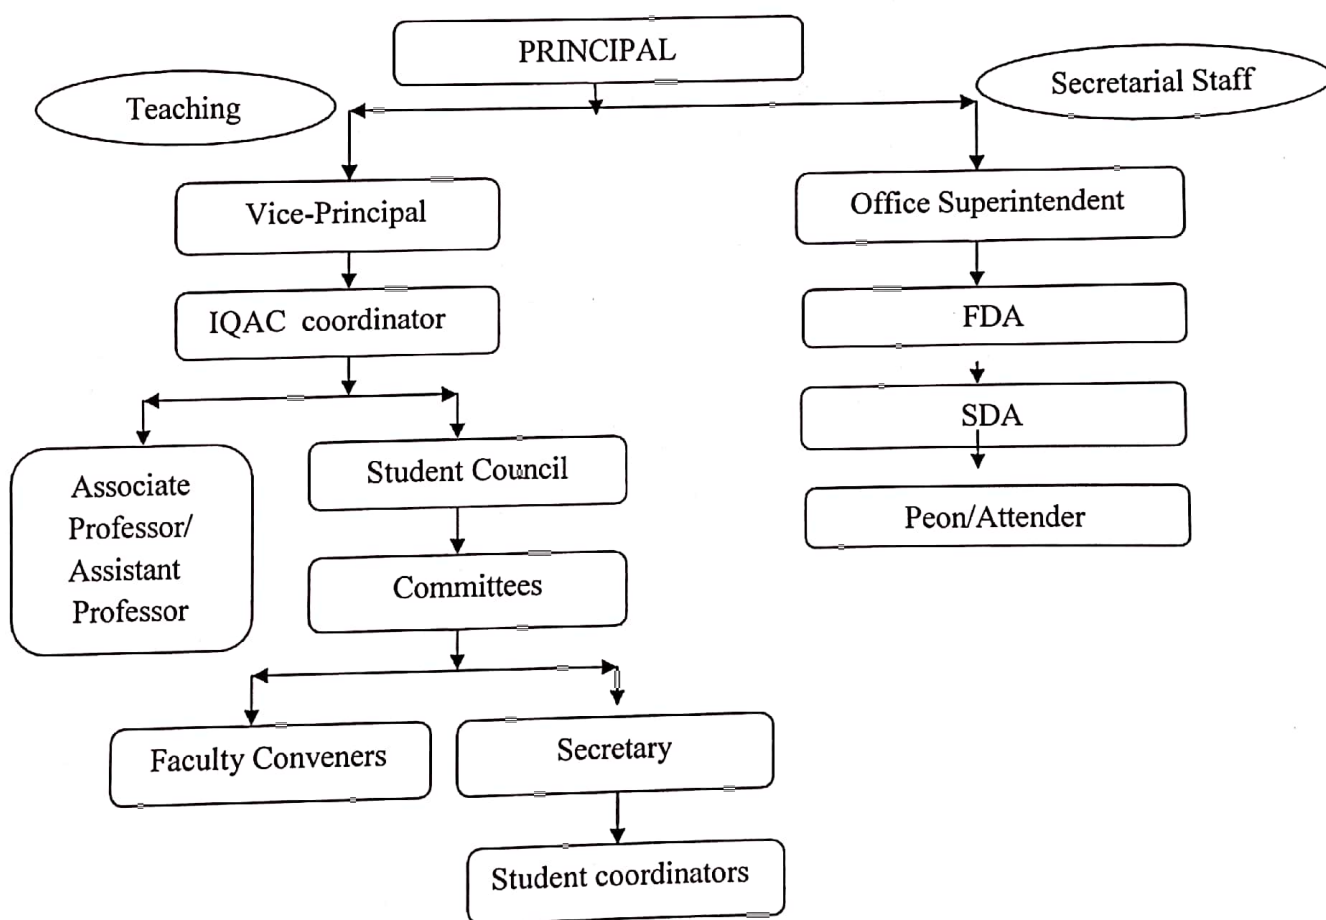 PRINCIPAL
Teaching
Secretarial Staff
Vice-Principal
Office Superintendent
IQAC coordinator
FDA
SDA
Associate
Professor/
Assistant
Professor
Student Council
Peon/Attender
Committees
Faculty Conveners
Secretary
Student coordinators